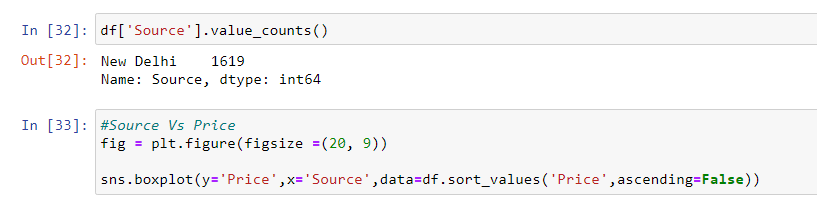 In [32]: df['Source'].value_counts()
Out[32]: New Delhi    1619
Name: Source, dtype: int64
In [33]: #Source Vs Price
fig = plt.figure(figsize =(20, 9))
sns.boxplot(y='Price',x='Source',data=df.sort_values('Price',ascending=False))